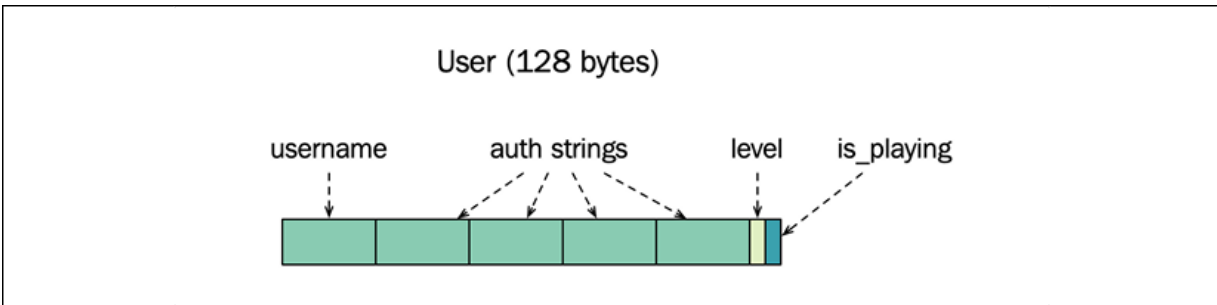 User (128 bytes)
username auth strings level is_playing